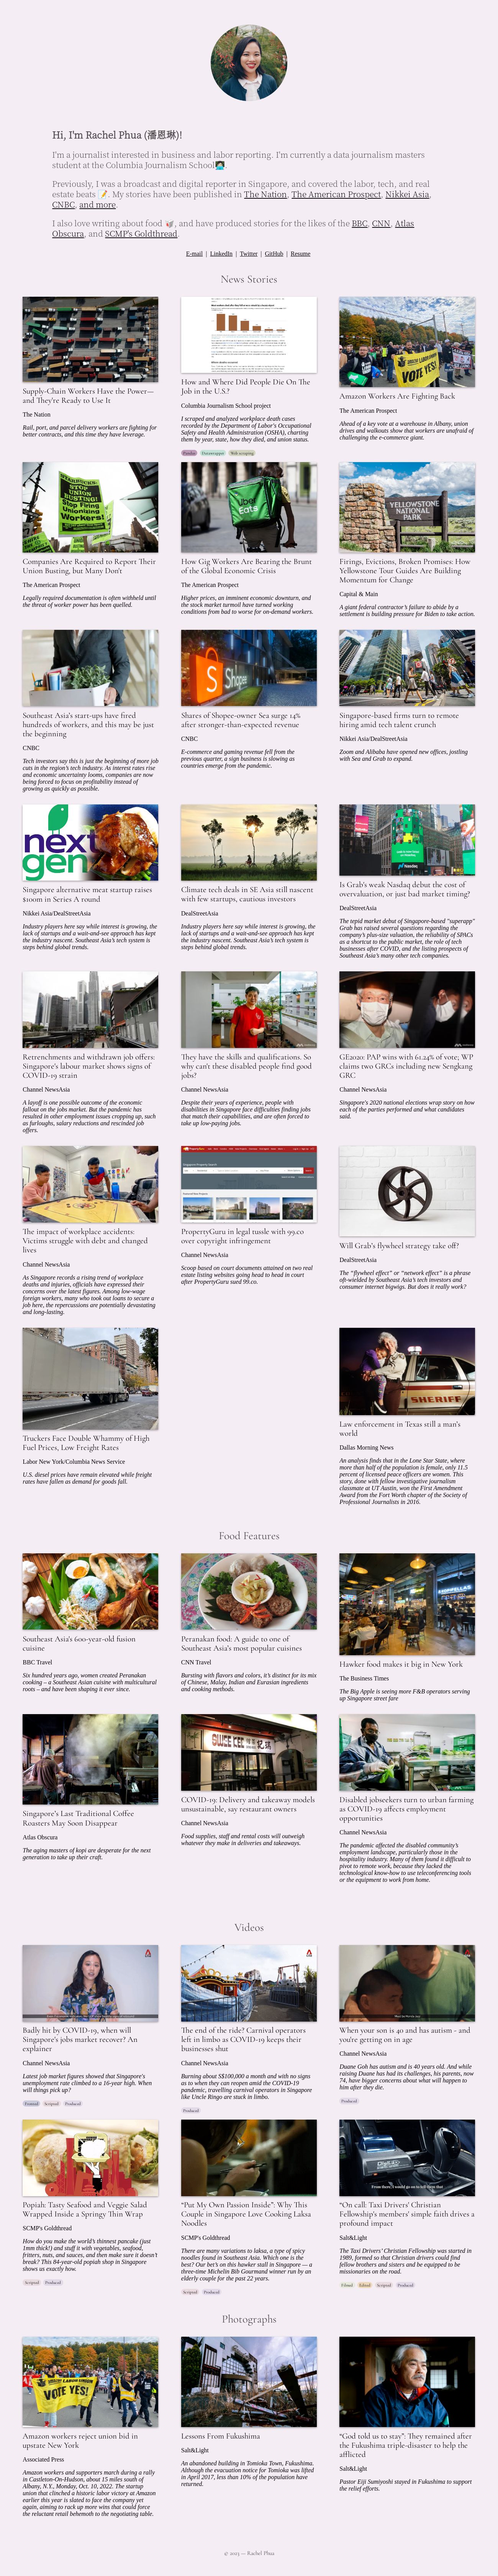 Hi, I'm Rachel Phua (潘恩琳)!
I'm a journalist interested in business and labor reporting. I'm currently a data journalism masters
student at the Columbia Journalism School
Previously, I was a broadcast and digital reporter in Singapore, and covered the labor, tech, and real
estate beats. My stories have been published in The Nation, The American Prospect, Nikkei Asia,
CNBC, and more.
I also love writing about food, and have produced stories for the likes of the BBC, CNN, Atlas
Obscura, and SCMP's Goldthread.
E-mail | LinkedIn | Twitter | GitHub | Resume
News Stories
Supply-Chain Workers Have the Power—
and They're Ready to Use It
The Nation
Rail, port, and parcel delivery workers are fighting for
better contracts, and this time they have leverage.
How and Where Did People Die On The
Job in the U.S.?
Columbia Journalism School project
I scraped and analyzed workplace death cases
recorded by the Department of Labor's Occupational
Safety and Health Administration (OSHA), charting
them by year, state, how they died, and union status.
Pandas Datawrapper Web scraping
VOTE YES!
Amazon Workers Are Fighting Back
The American Prospect
Ahead of a key vote at a warehouse in Albany, union
drives and walkouts show that workers are unafraid of
challenging the e-commerce giant.
STOP
UNION
BUSTING!
Stop Firing
Union
Workers!
Companies Are Required to Report Their
Union Busting, but Many Don't
The American Prospect
Legally required documentation is often withheld until
the threat of worker power has been quelled.
Uber
Eats
How Gig Workers Are Bearing the Brunt
of the Global Economic Crisis
The American Prospect
Higher prices, an imminent economic downturn, and
the stock market turmoil have turned working
conditions from bad to worse for on-demand workers.
YELLOWSTONE
NATIONAL
PARK
Firings, Evictions, Broken Promises: How
Yellowstone Tour Guides Are Building
Momentum for Change
Capital & Main
A giant federal contractor's failure to abide by a
settlement is building pressure for Biden to take action.
Southeast Asia's start-ups have fired
hundreds of workers, and this may be just
the beginning
CNBC
Tech investors say this is just the beginning of more job
cuts in the region's tech industry. As interest rates rise
and economic uncertainty looms, companies are now
being forced to focus on profitability instead of
growing as quickly as possible.
Shopee
Shares of Shopee-owner Sea surge 14%
after stronger-than-expected revenue
CNBC
E-commerce and gaming revenue fell from the
previous quarter, a sign business is slowing as
countries emerge from the pandemic.
Singapore-based firms turn to remote
hiring amid tech talent crunch
Nikkei Asia/DealStreetAsia
Zoom and Alibaba have opened new offices, jostling
with Sea and Grab to expand.
next
gen
Singapore alternative meat startup raises
$100m in Series A round
Nikkei Asia/DealStreetAsia
Industry players here say while interest is growing, the
lack of startups and a wait-and-see approach has kept
the industry nascent. Southeast Asia's tech system is
steps behind global trends.
Climate tech deals in SE Asia still nascent
with few startups, cautious investors
DealStreetAsia
Industry players here say while interest is growing, the
lack of startups and a wait-and-see approach has kept
the industry nascent. Southeast Asia's tech system is
steps behind global trends.
Nasdaq
Is Grab's weak Nasdaq debut the cost of
overvaluation, or just bad market timing?
DealStreetAsia
The tepid market debut of Singapore-based "superapp"
Grab has raised several questions regarding the
company's plus-size valuation, the reliability of SPACs
as a shortcut to the public market, the role of tech
businesses after COVID, and the listing prospects of
Southeast Asia's many other tech companies.
Retrenchments and withdrawn job offers:
Singapore's labour market shows signs of
COVID-19 strain
Channel NewsAsia
A layoff is one possible outcome of the economic
fallout on the job market. But the pandemic has
resulted in other employment issues cropping up, such
as furloughs, salary reductions and rescinded job
offers.
They have the skills and qualifications. So
why can't these disabled people find good
jobs?
Channel NewsAsia
Despite their years of experience, people with
disabilities in Singapore face difficulties finding jobs
that match their capabilities, and are often forced to
take up low-paying jobs.
GE2020: PAP wins with 61.24% of vote; WP
claims two GRCs including new Sengkang
GRC
Channel NewsAsia
Singapore's 2020 national elections wrap story on how
each of the parties performed and what candidates
said.
The impact of workplace accidents:
Victims struggle with debt and changed
lives
Channel NewsAsia
As Singapore records a rising trend of workplace
deaths and injuries, officials have expressed their
concerns over the latest figures. Among low-wage
foreign workers, many who took out loans to secure a
job here, the repercussions are potentially devastating
and long-lasting.
PropertyGuru in legal tussle with 99.co
over copyright infringement
Channel NewsAsia
Scoop based on court documents attained on two real
estate listing websites going head to head in court
after PropertyGuru sued 99.co.
Will Grab's flywheel strategy take off?
DealStreetAsia
The "flywheel effect" or "network effect" is a phrase
oft-wielded by Southeast Asia's tech investors and
consumer internet bigwigs. But does it really work?
Truckers Face Double Whammy of High
Fuel Prices, Low Freight Rates
Labor New York/Columbia News Service
U.S. diesel prices have remain elevated while freight
rates have fallen as demand for goods fall.
SHERIFF
Law enforcement in Texas still a man's
world
Dallas Morning News
An analysis finds that in the Lone Star State, where
more than half of the population is female, only 11.5
percent of licensed peace officers are women. This
story, done with fellow investigative journalism
classmate at UT Austin, won the First Amendment
Award from the Fort Worth chapter of the Society of
Professional Journalists in 2016.
Food Features
Southeast Asia's 600-year-old fusion
cuisine
BBC Travel
Six hundred years ago, women created Peranakan
cooking – a Southeast Asian cuisine with multicultural
roots – and have been shaping it ever since.
Peranakan food: A guide to one of
Southeast Asia's most popular cuisines
CNN Travel
Bursting with flavors and colors, it's distinct for its mix
of Chinese, Malay, Indian and Eurasian ingredients
and cooking methods.
Hawker food makes it big in New York
The Business Times
The Big Apple is seeing more F&B operators serving
up Singapore street fare
Singapore's Last Traditional Coffee
Roasters May Soon Disappear
Atlas Obscura
The aging masters of kopi are desperate for the next
generation to take up their craft.
GWEE CEE
COVID-19: Delivery and takeaway models
unsustainable, say restaurant owners
Channel NewsAsia
Food supplies, staff and rental costs will outweigh
whatever they make in deliveries and takeaways.
Disabled jobseekers turn to urban farming
as COVID-19 affects employment
opportunities
Channel NewsAsia
The pandemic affected the disabled community's
employment landscape, particularly those in the
hospitality industry. Many of them found it difficult to
pivot to remote work, because they lacked the
technological know-how to use teleconferencing tools
or the equipment to work from home.
Videos
Badly hit by COVID-19, when will
Singapore's jobs market recover? An
explainer
Channel NewsAsia
Latest job market figures showed that Singapore's
unemployment rate climbed to a 16-year high. When
will things pick up?
Fronted Scripted Produced
The end of the ride? Carnival operators
left in limbo as COVID-19 keeps their
businesses shut
Channel NewsAsia
Burning about S$100,000 a month and with no signs
as to when they can reopen amid the COVID-19
pandemic, travelling carnival operators in Singapore
like Uncle Ringo are stuck in limbo.
Produced
When your son is 40 and has autism - and
you're getting on in age
Channel NewsAsia
Duane Goh has autism and is 40 years old. And while
raising Duane has had its challenges, his parents, now
74, have bigger concerns about what will happen to
him after they die.
Produced
Popiah: Tasty Seafood and Veggie Salad
Wrapped Inside a Springy Thin Wrap
SCMP's Goldthread
How do you make the world's thinnest pancake (just
1mm thick!) and stuff it with vegetables, seafood,
fritters, nuts, and sauces, and then make sure it doesn't
break? This 84-year-old popiah shop in Singapore
shows us exactly how.
Scripted Produced
"Put My Own Passion Inside": Why This
Couple in Singapore Love Cooking Laksa
Noodles
SCMP's Goldthread
There are many variations to laksa, a type of spicy
noodles found in Southeast Asia. Which one is the
best? Our bet's on this hawker stall in Singapore — a
three-time Michelin Bib Gourmand winner run by an
elderly couple for the past 22 years.
Scripted Produced
"On call: Taxi Drivers' Christian
Fellowship's members' simple faith drives a
profound impact
Salt&Light
The Taxi Drivers' Christian Fellowship was started in
1989, formed so that Christian drivers could find
fellow brothers and sisters and be equipped to be
missionaries on the road.
Filmed Edited Scripted Produced
Photographs
VOTE YES!
Amazon workers reject union bid in
upstate New York
Associated Press
Amazon workers and supporters march during a rally
in Castleton-On-Hudson, about 15 miles south of
Albany, N.Y., Monday, Oct. 10, 2022. The startup
union that clinched a historic labor victory at Amazon
earlier this year is slated to face the company yet
again, aiming to rack up more wins that could force
the reluctant retail behemoth to the negotiating table.
Lessons From Fukushima
Salt&Light
An abandoned building in Tomioka Town, Fukushima.
Although the evacuation notice for Tomioka was lifted
in April 2017, less than 10% of the population have
returned.
"God told us to stay": They remained after
the Fukushima triple-disaster to help the
afflicted
Salt&Light
Pastor Eiji Sumiyoshi stayed in Fukushima to support
the relief efforts.
© 2023 — Rachel Phua